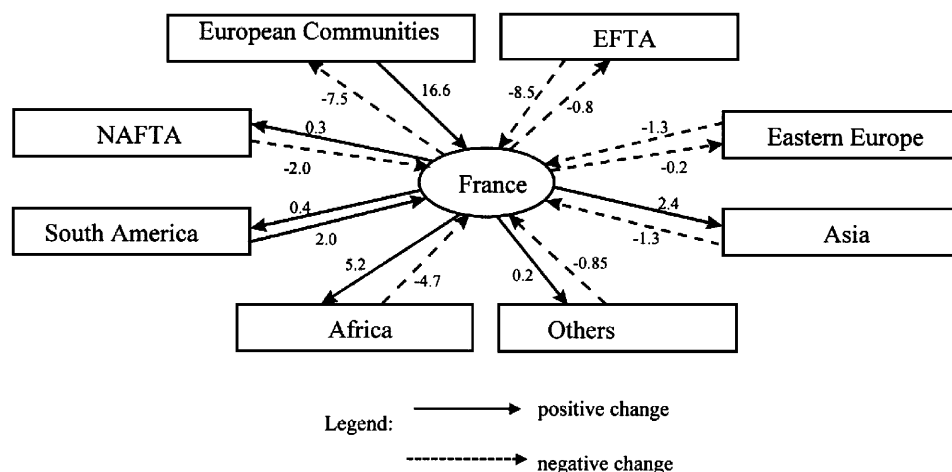 European Communities
EFTA
-7.5
16.6
-8.5
-0.8
NAFTA
0.3
-2.0
-1.3
-0.2
Eastern Europe
France
South America
0.4
2.0
2.4
-1.3
Asia
5.2
-4.7
0.2
-0.85
Africa
Others
Legend:
positive change
negative change